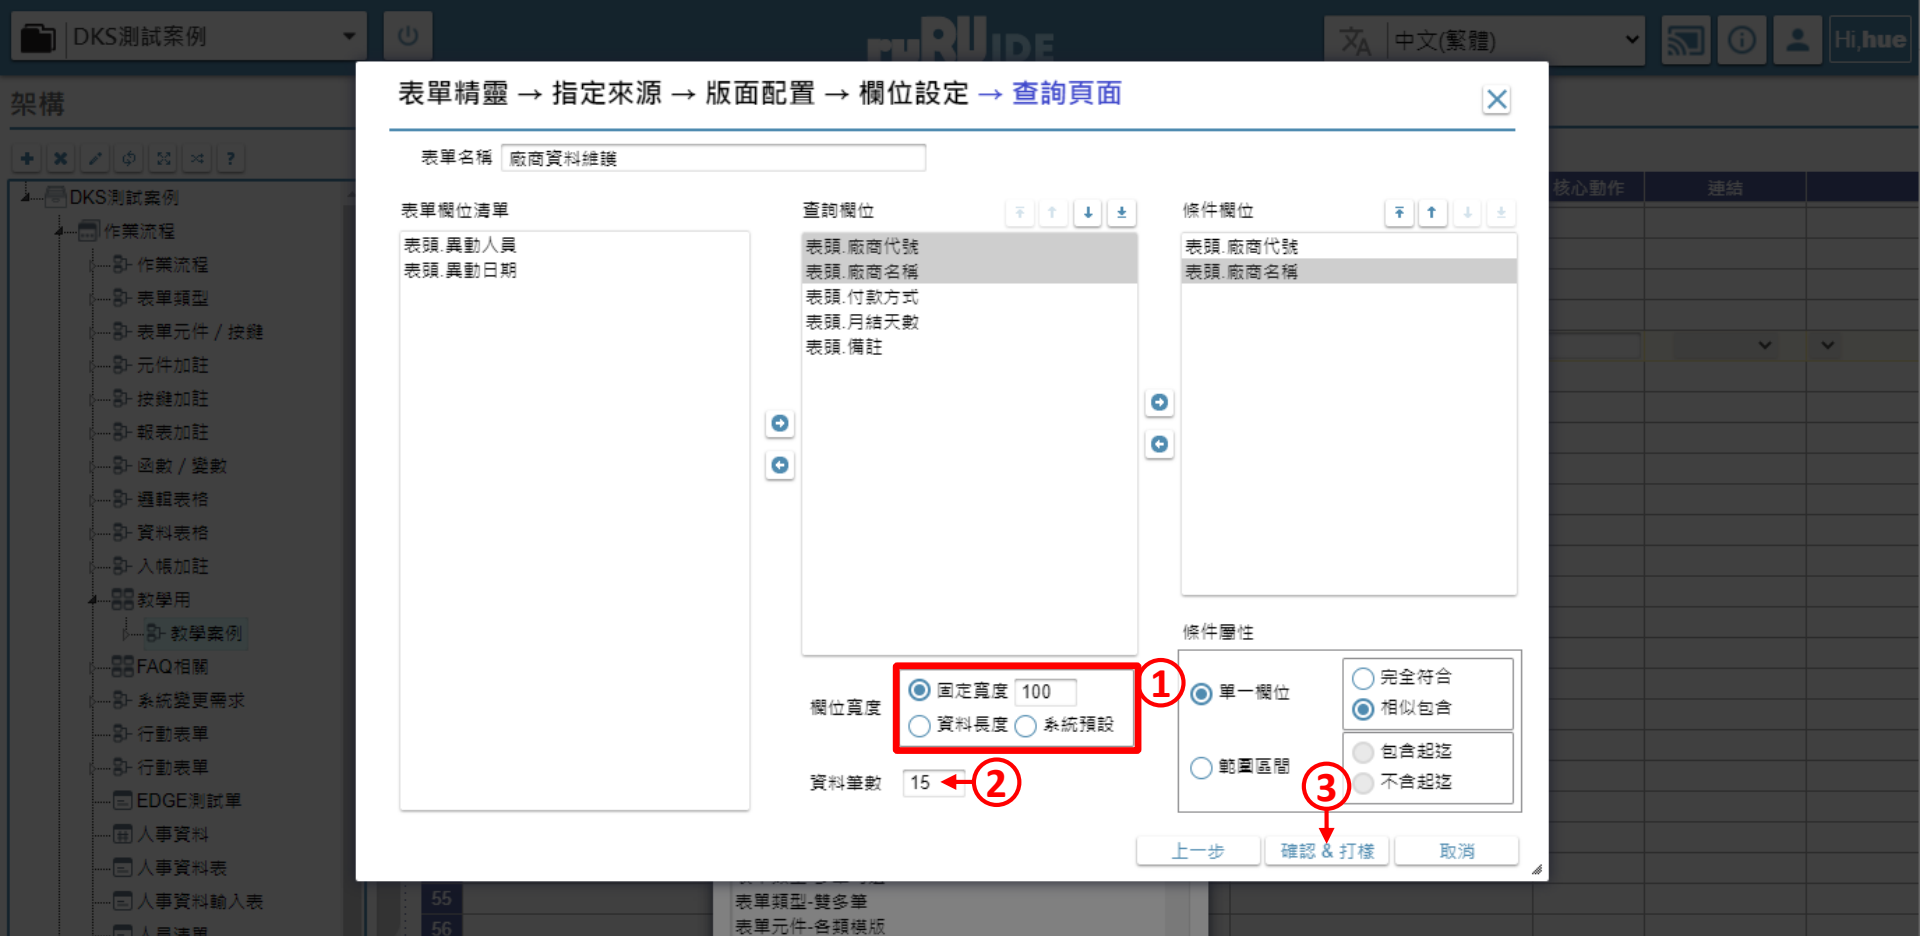 DKS測試案例
ruRUIDE
中文(繁體)
Hi,hue
架構
DKS測試案例
作業流程
作業流程
表單類型
表單元件 / 按鍵
元件加註
按鍵加註
報表加註
函數 / 變數
邏輯表格
資料表格
入帳加註
教學用
教學案例
FAQ相關
系統變更需求
行動表單
行動表單
EDGE測試單
人事資料
人事資料表
人事資料輸入表
人員清單
表單精靈 → 指定來源 → 版面配置 → 欄位設定 → 查詢頁面
表單名稱 廠商資料維護
表單欄位清單
表頭.異動人員
表頭.異動日期
查詢欄位
表頭.廠商代號
表頭.廠商名稱
表頭.付款方式
表頭.月結天數
表頭.備註
條件欄位
表頭.廠商代號
表頭.廠商名稱
欄位寬度
固定寬度 100
資料長度 系統預設
1
資料筆數 15
2
條件屬性
單一欄位
完全符合
相似包含
範圍區間
包含起迄
不含起迄
3
上一步 確認 & 打樣 取消
核心動作 連結
55
表單類型-雙多筆
56
表單元件-各類模版